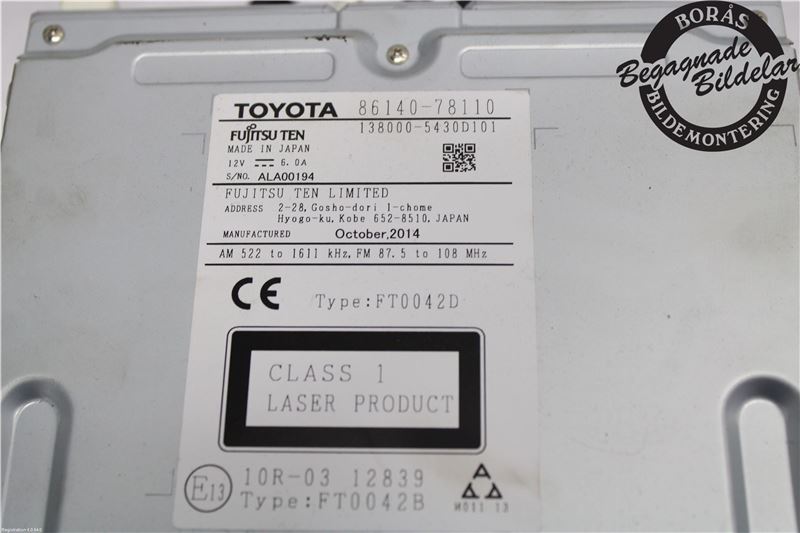 BORÅS
Begagnade
Bildelar
BILDEMONTERING
TOYOTA 86140-78110
FUJITSU TEN 138000-5430D101
MADE IN JAPAN
12V 6.0A
S/NO. ALA00194
FUJITSU TEN LIMITED
ADDRESS 2-28, Gosho-dori 1-chome
Hyogo-ku, Kobe 652-8510, JAPAN
MANUFACTURED October, 2014
AM 522 to 1611 kHz, FM 87.5 to 108 MHz
CE Type:FT0042D
CLASS 1
LASER PRODUCT
E13 10R-03 12839
Type:FT0042B
M011 13